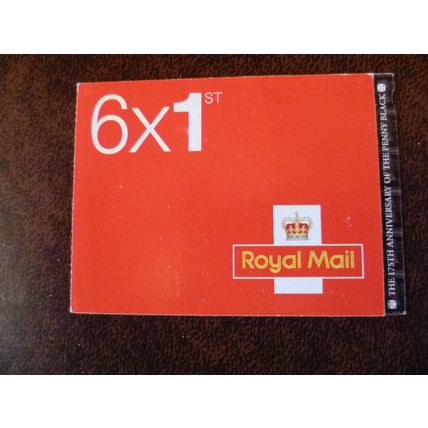 6x1ST
Royal Mail
THE 175TH ANNIVERSARY OF THE PENNY BLACK